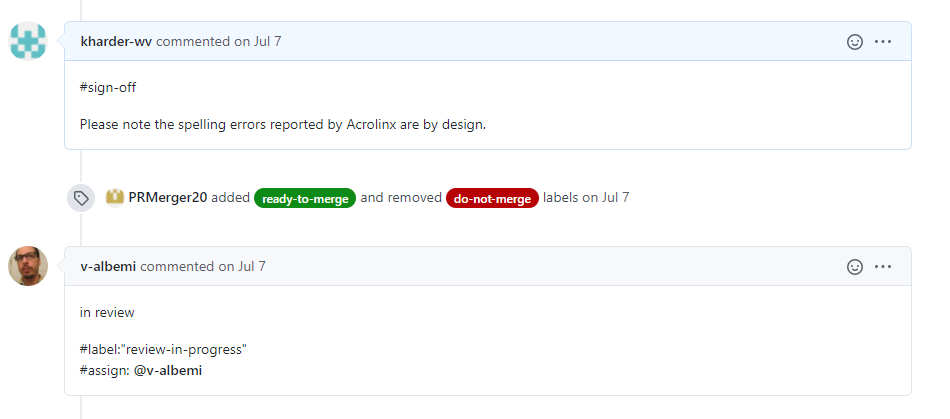 kharder-wv commented on Jul 7
#sign-off
Please note the spelling errors reported by Acrolinx are by design.
PRMerger20 added ready-to-merge and removed do-not-merge labels on Jul 7
v-albemi commented on Jul 7
in review
#label:"review-in-progress"
#assign: @v-albemi